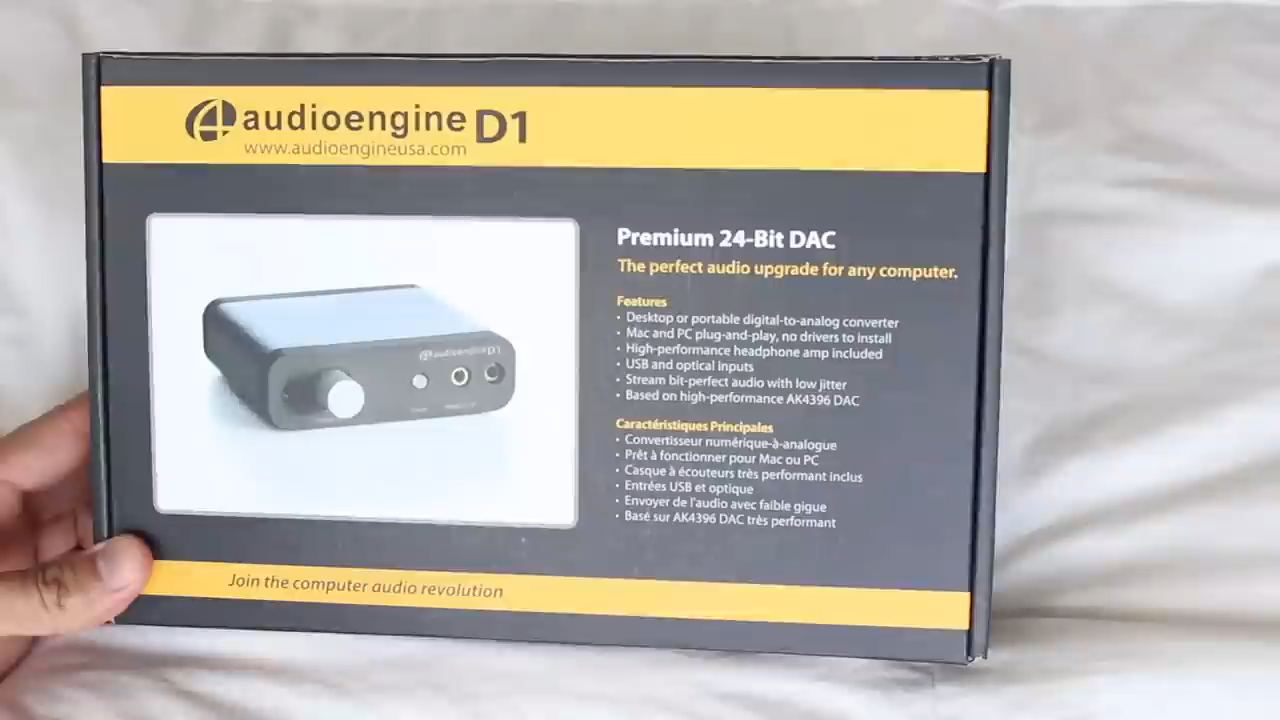 audioengine D1
www.audioengineusa.com
Premium 24-Bit DAC
The perfect audio upgrade for any computer.
Features
• Desktop or portable digital-to-analog converter
• Mac and PC plug-and-play, no drivers to install
• High-performance headphone amp included
• USB and optical inputs
• Stream bit-perfect audio with low jitter
• Based on high-performance AK4396 DAC
audioengine D1
Caractéristiques Principales
• Convertisseur numérique-à-analogue
• Prêt à fonctionner pour Mac ou PC
• Casque à écouteurs très performant inclus
• Entrées USB et optique
• Envoyer de l'audio avec faible gigue
• Basé sur AK4396 DAC très performant
Join the computer audio revolution